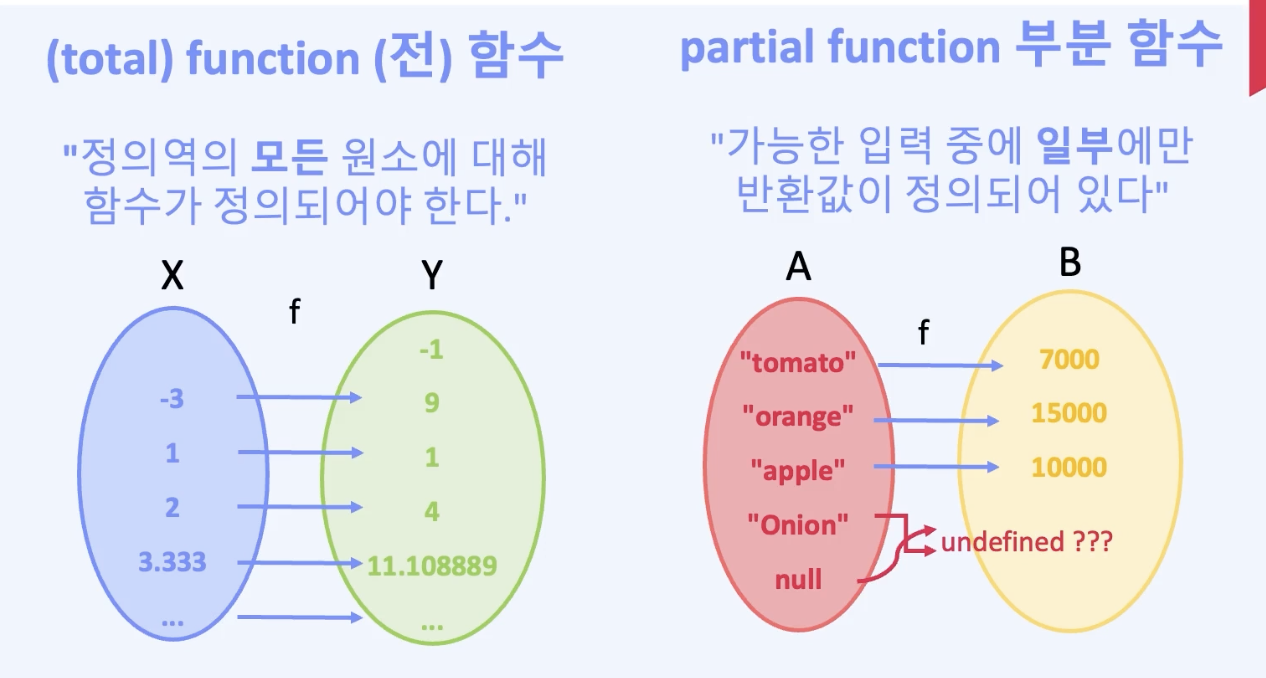 (total) function (전) 함수
"정의역의 모든 원소에 대해
함수가 정의되어야 한다."
X
Y
f
-3
1
2
3.333
...
-1
9
1
4
11.108889
...
partial function 부분 함수
"가능한 입력 중에 일부에만
반환값이 정의되어 있다"
A
B
f
"tomato"
"orange"
"apple"
"Onion"
null
7000
15000
10000
undefined ???